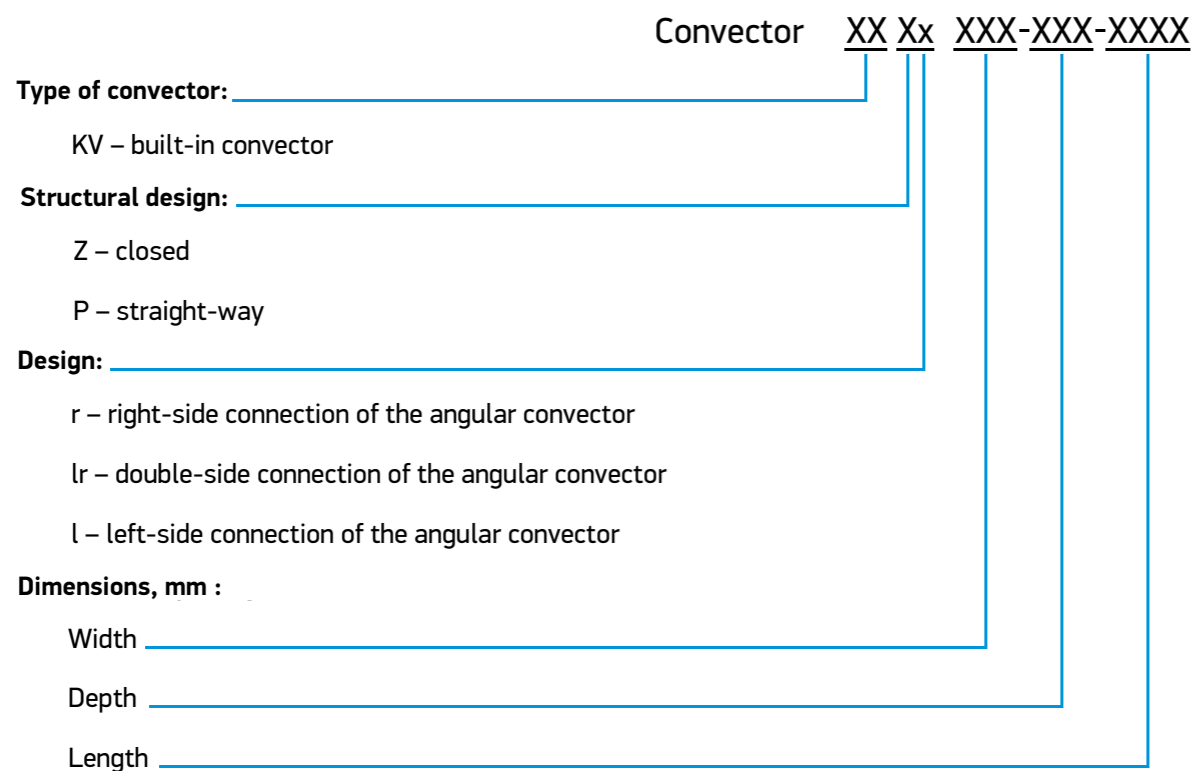 Convector XX Xx XXX-XXX-XXXX
Type of convector:
KV – built-in convector
Structural design:
Z – closed
P – straight-way
Design:
r – right-side connection of the angular convector
lr – double-side connection of the angular convector
l – left-side connection of the angular convector
Dimensions, mm :
Width
Depth
Length